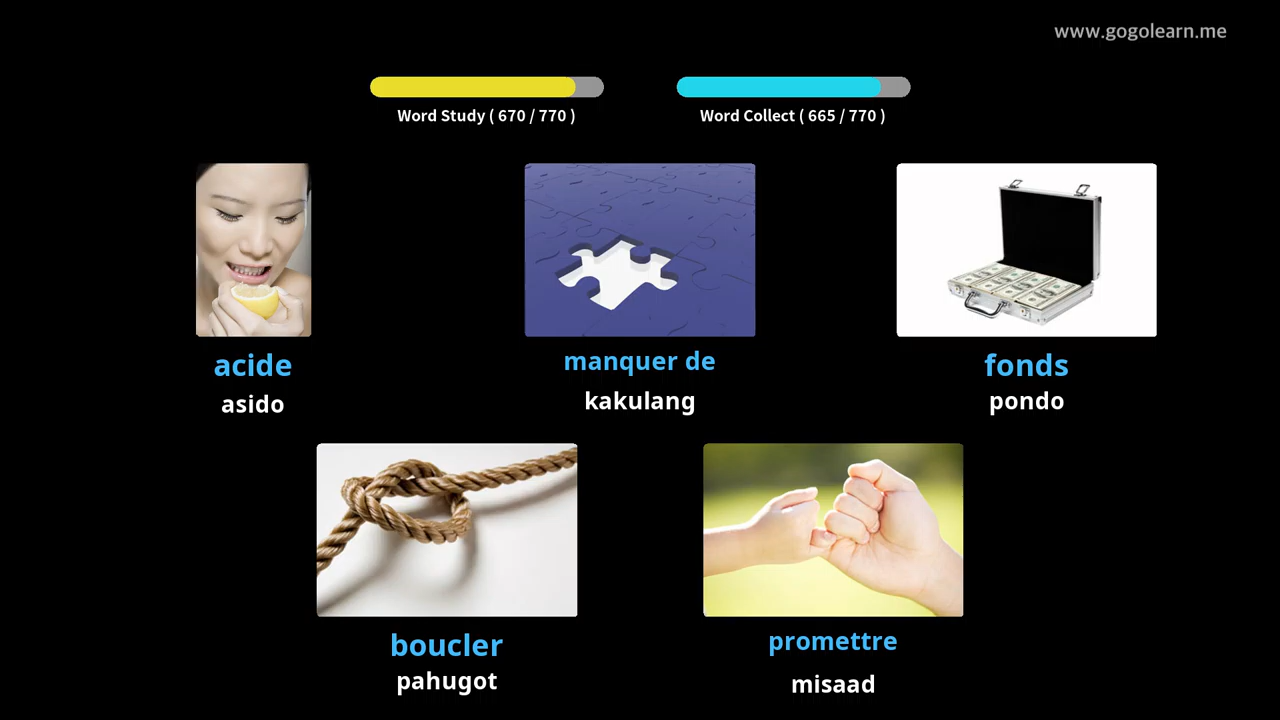 www.gogolearn.me
Word Study ( 670 / 770 )
Word Collect ( 665 / 770 )
acide
asido
manquer de
kakulang
fonds
pondo
boucler
pahugot
promettre
misaad